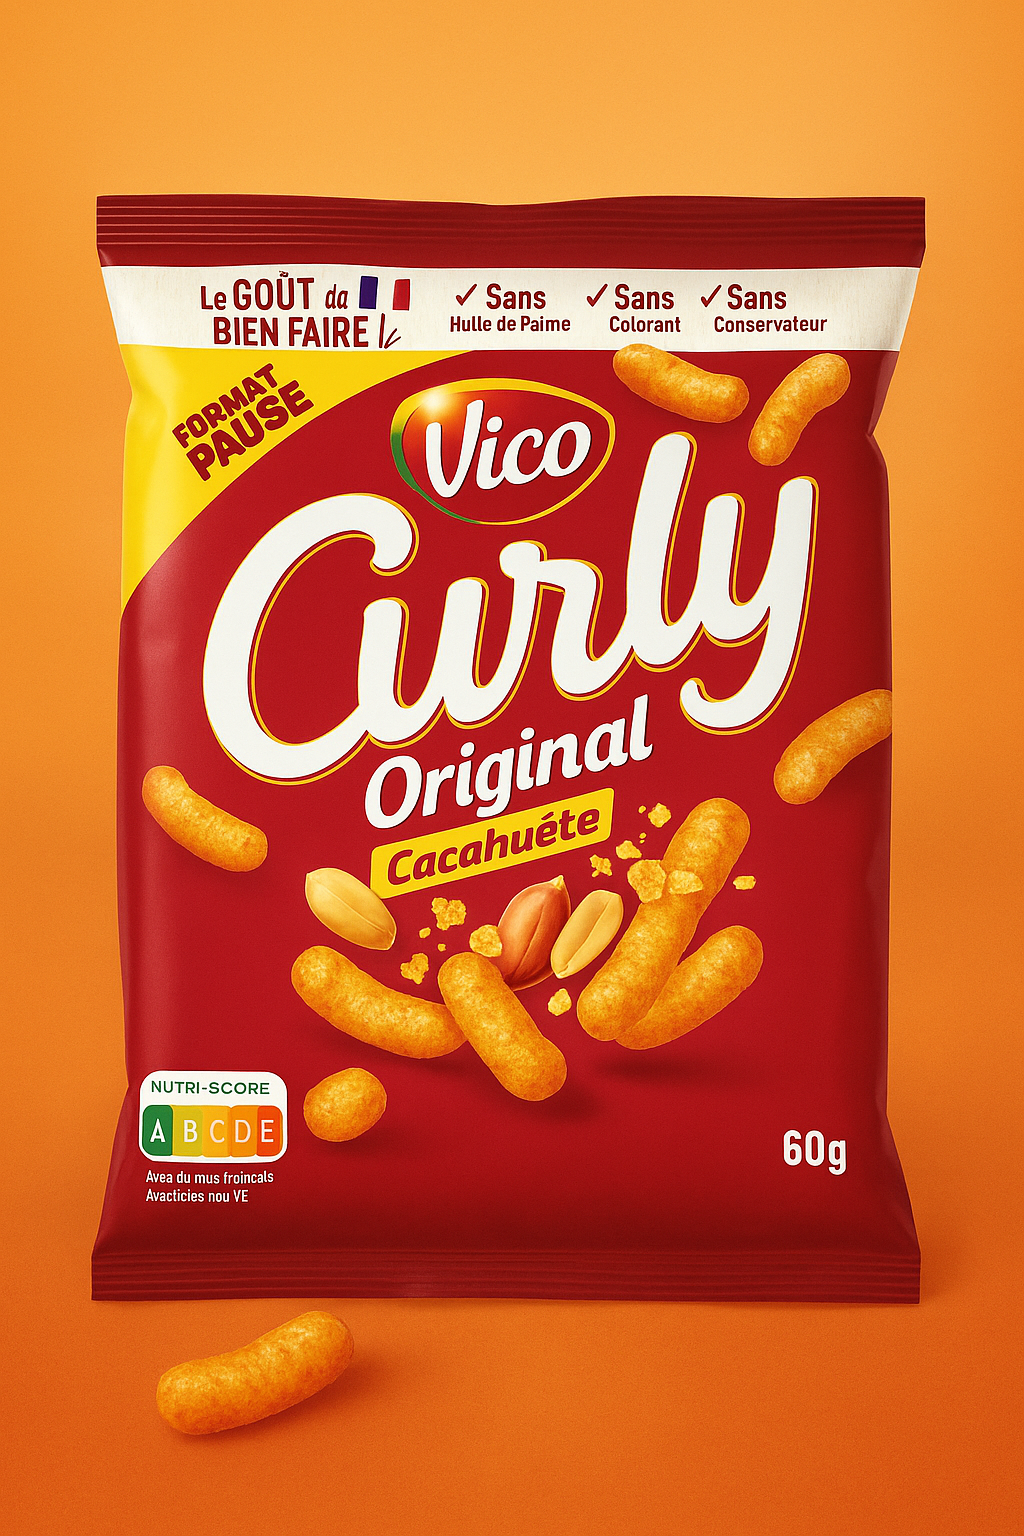 Le GOÛT da
BIEN FAIRE
✓ Sans
Hulle de Paime
✓ Sans
Colorant
✓ Sans
Conservateur
FORMAT
PAUSE
Vico
Curly
Original
Cacahuéte
NUTRI-SCORE
A B C D E
Avea du mus froincals
Avacticies nou VE
60g